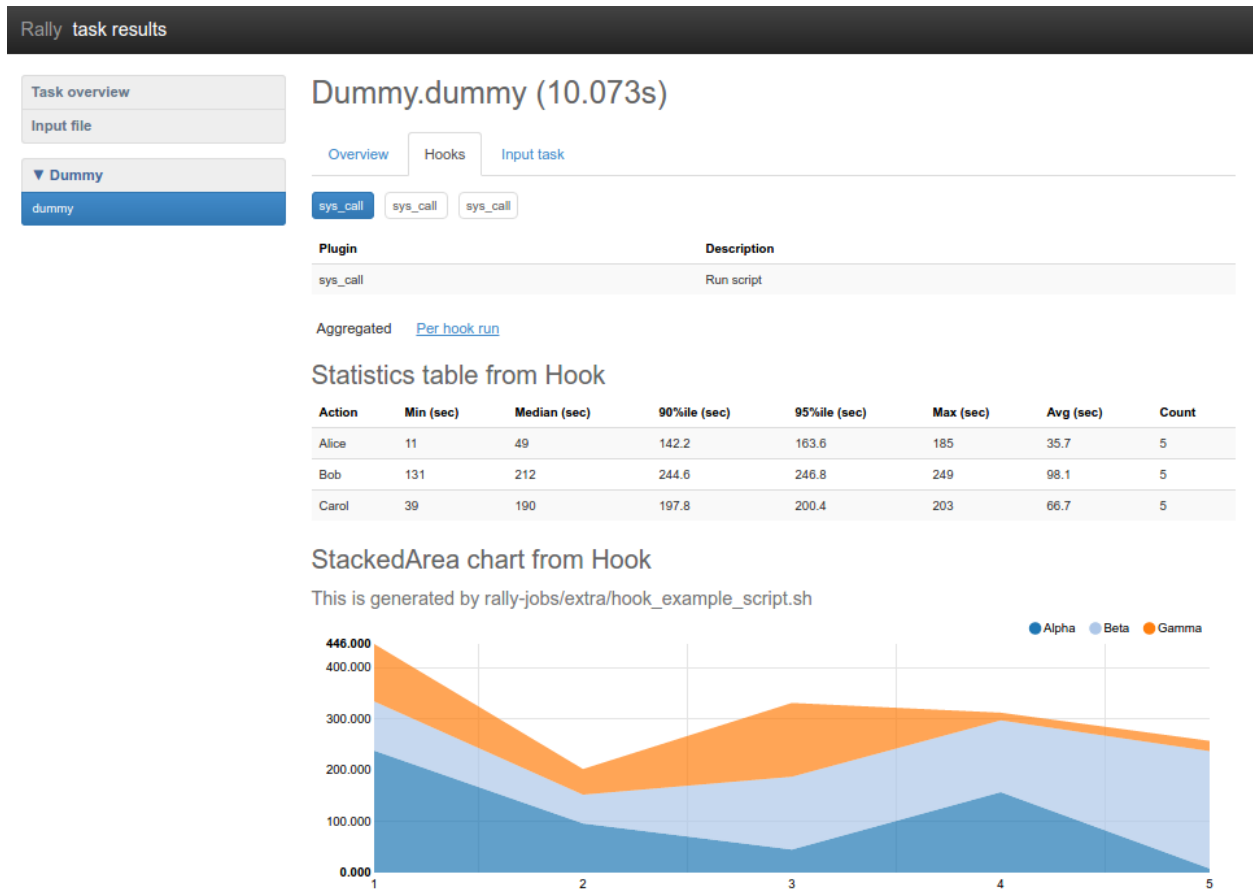 Rally task results
Task overview
Input file
▼ Dummy
dummy
Dummy.dummy (10.073s)
Overview Hooks Input task
sys_call sys_call sys_call
Plugin Description
sys_call Run script
Aggregated Per hook run
Statistics table from Hook
Action Min (sec) Median (sec) 90%ile (sec) 95%ile (sec) Max (sec) Avg (sec) Count
Alice 11 49 142.2 163.6 185 35.7 5
Bob 131 212 244.6 246.8 249 98.1 5
Carol 39 190 197.8 200.4 203 66.7 5
StackedArea chart from Hook
This is generated by rally-jobs/extra/hook_example_script.sh
Alpha Beta Gamma
446.000
400.000
300.000
200.000
100.000
0.000
1 2 3 4 5